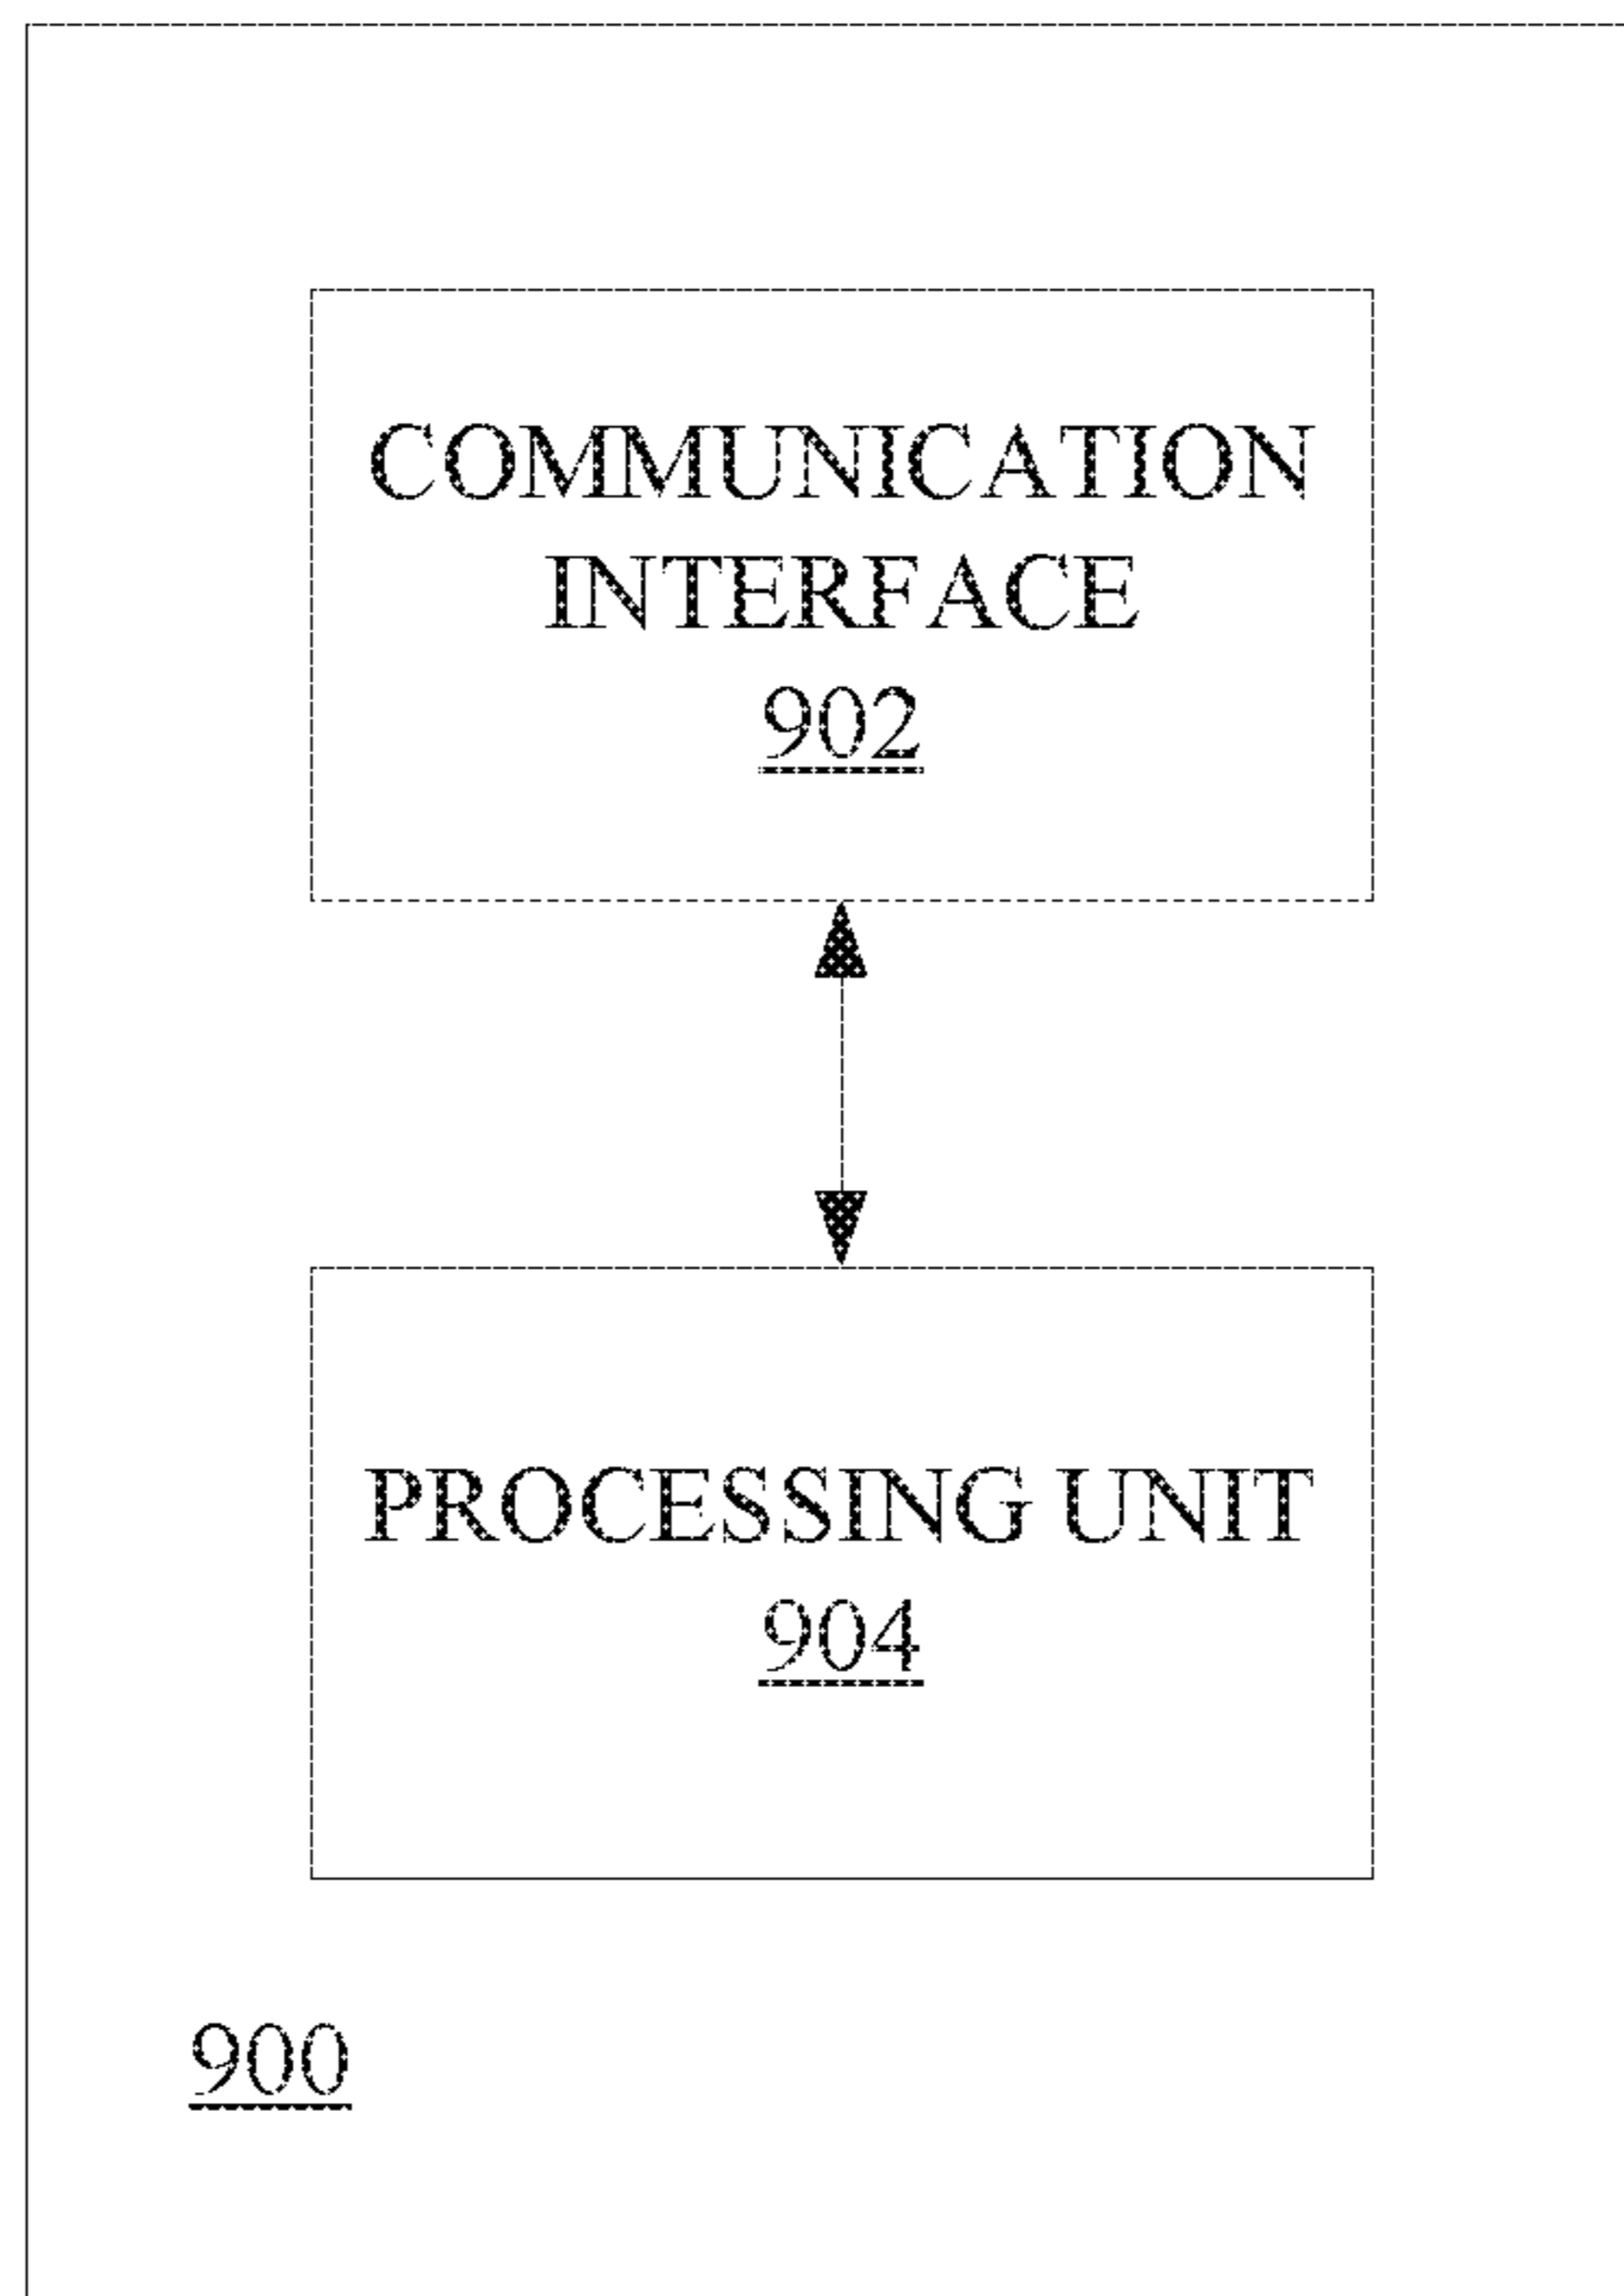 COMMUNICATION
INTERFACE
902
PROCESSING UNIT
904
900